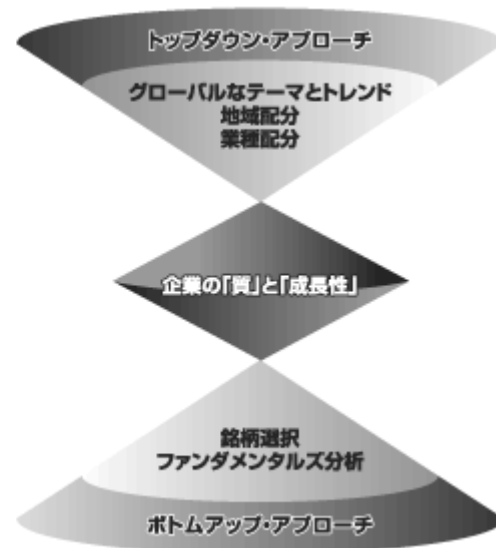 トップダウン・アプローチ
グローバルなテーマとトレンド
地域配分
業種配分
企業の「質」と「成長性」
銘柄選択
ファンダメンタルズ分析
ボトムアップ・アプローチ